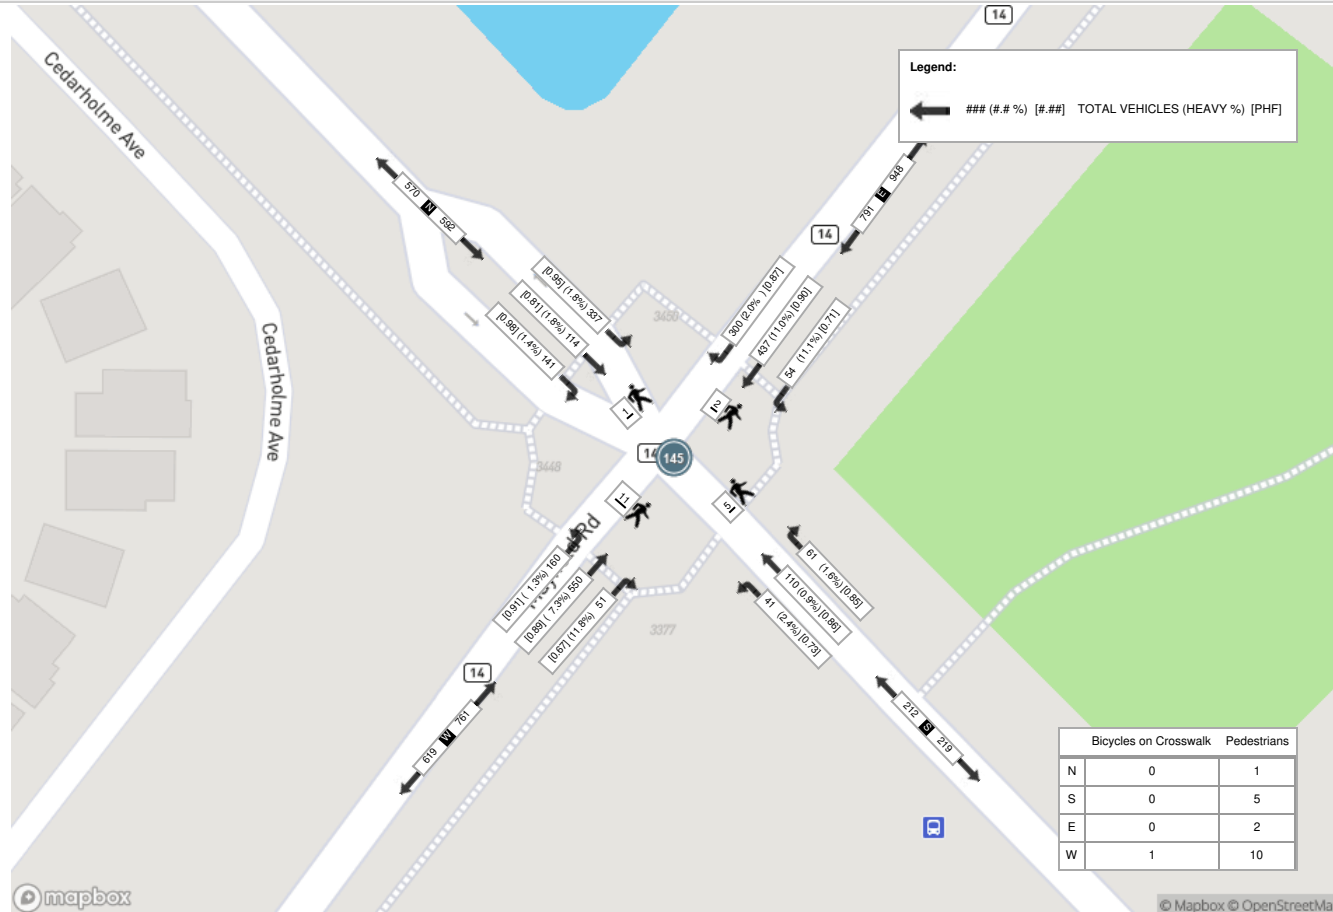 14
Legend:
### (#.# %) [#.##] TOTAL VEHICLES (HEAVY %) [PHF]
Cedarholme Ave
948
E
791
14
570
N
592
[0.95] (1.8%) 337
[0.81] (1.8%) 114
[0.98] (1.4%) 141
300 (2.0% ) [0.87]
437 (11.0%) [0.90]
54 (11.1%) [0.71]
3450
Cedarholme Ave
1
2
14
145
3448
11
5
Rd
[0.91] ( 1.3%) 160
[0.89] ( 7.3%) 550
[0.67] (11.8%) 51
61 (1.6%) [0.85]
110 (0.9%) [0.86]
41 (2.4%) [0.73]
3377
14
619
W
761
212
S
219
Bicycles on Crosswalk Pedestrians
N 0 1
S 0 5
E 0 2
W 1 10
mapbox
© Mapbox © OpenStreetMa